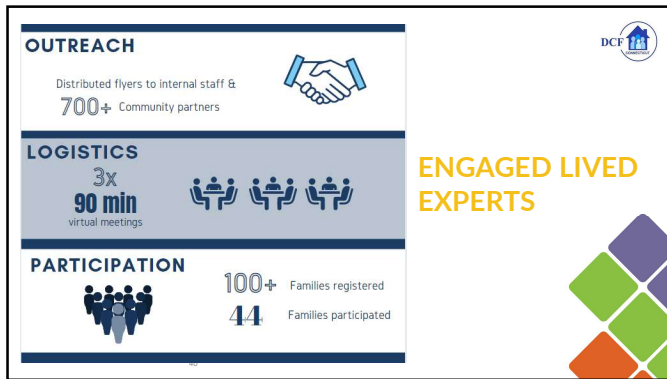 OUTREACH
Distributed flyers to internal staff &
700+ Community partners
LOGISTICS
3x
90 min
virtual meetings
PARTICIPATION
100+ Families registered
44 Families participated
ENGAGED LIVED
EXPERTS
DCF
CONNECTICUT